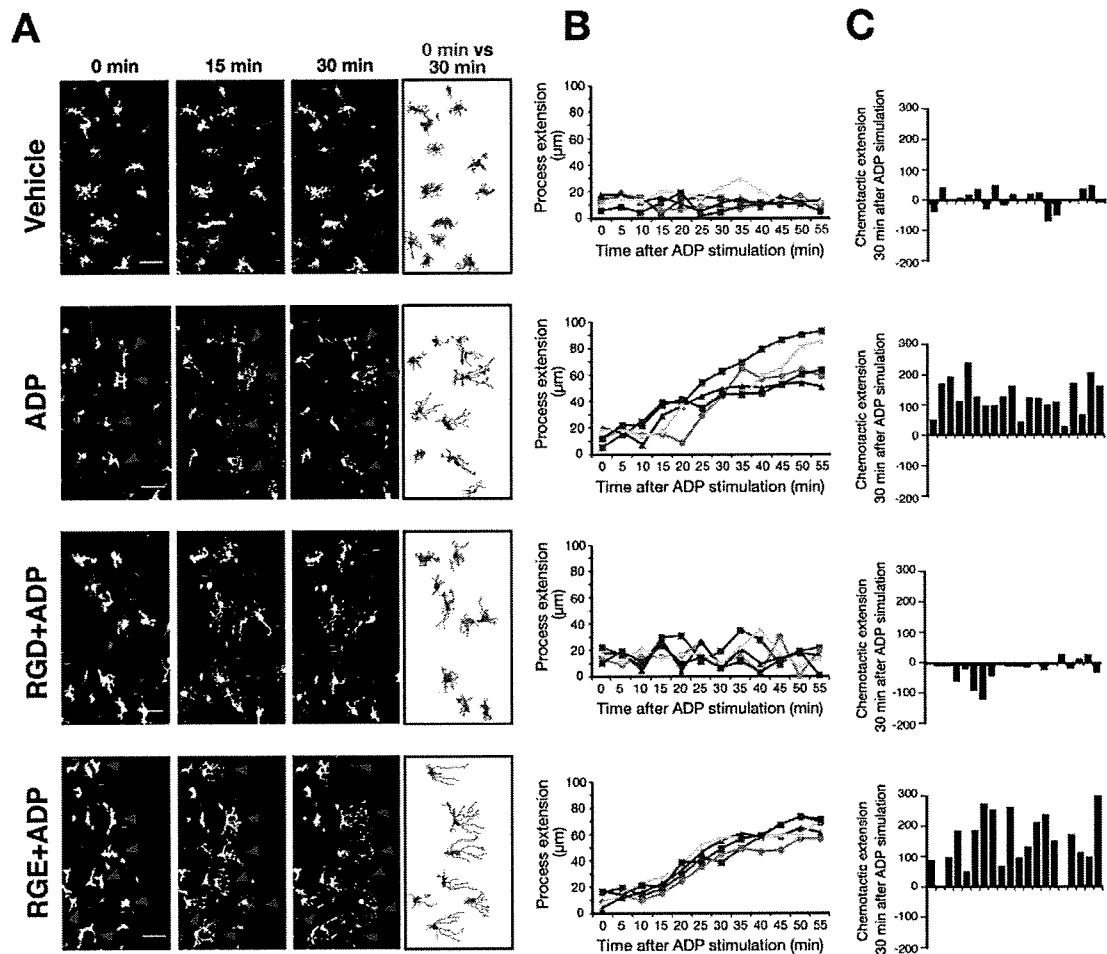 A
B
C
0 min
15 min
30 min
0 min vs
30 min
Vehicle
100
80
60
40
20
0
Process extension
(µm)
0 5 10 15 20 25 30 35 40 45 50 55
Time after ADP stimulation (min)
300
200
100
0
-100
-200
Chemotactic extension
30 min after ADP simulation
ADP
100
80
60
40
20
0
Process extension
(µm)
0 5 10 15 20 25 30 35 40 45 50 55
Time after ADP stimulation (min)
300
200
100
0
-100
-200
Chemotactic extension
30 min after ADP simulation
RGD+ADP
100
80
60
40
20
0
Process extension
(µm)
0 5 10 15 20 25 30 35 40 45 50 55
Time after ADP stimulation (min)
300
200
100
0
-100
-200
Chemotactic extension
30 min after ADP simulation
RGE+ADP
100
80
60
40
20
0
Process extension
(µm)
0 5 10 15 20 25 30 35 40 45 50 55
Time after ADP stimulation (min)
300
200
100
0
-100
-200
Chemotactic extension
30 min after ADP simulation